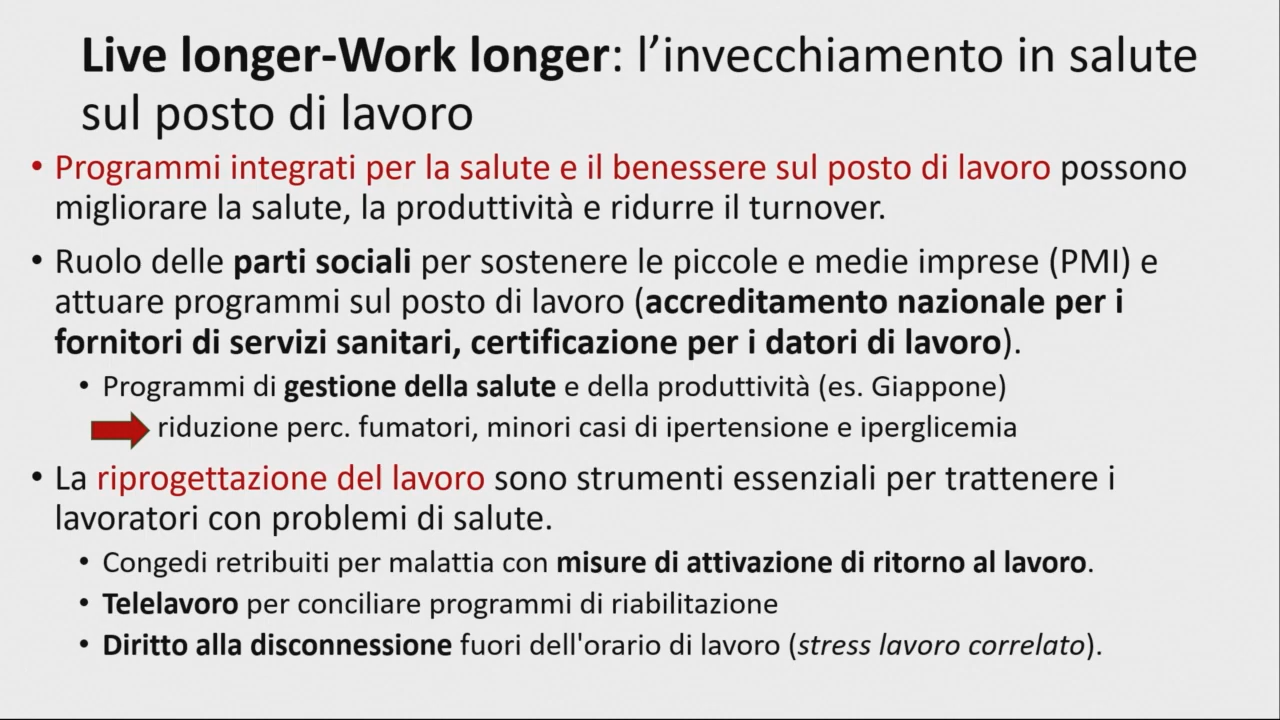 Live longer-Work longer: l’invecchiamento in salute
sul posto di lavoro
• Programmi integrati per la salute e il benessere sul posto di lavoro possono
migliorare la salute, la produttività e ridurre il turnover.
• Ruolo delle parti sociali per sostenere le piccole e medie imprese (PMI) e
attuare programmi sul posto di lavoro (accreditamento nazionale per i
fornitori di servizi sanitari, certificazione per i datori di lavoro).
• Programmi di gestione della salute e della produttività (es. Giappone)
riduzione perc. fumatori, minori casi di ipertensione e iperglicemia
• La riprogettazione del lavoro sono strumenti essenziali per trattenere i
lavoratori con problemi di salute.
• Congedi retribuiti per malattia con misure di attivazione di ritorno al lavoro.
• Telelavoro per conciliare programmi di riabilitazione
• Diritto alla disconnessione fuori dell'orario di lavoro (stress lavoro correlato).